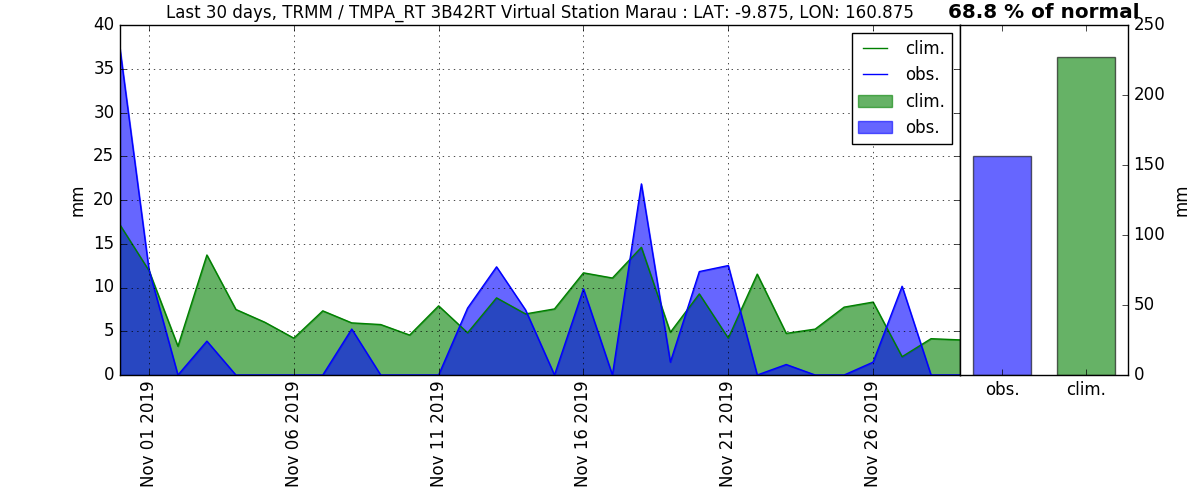 Last 30 days, TRMM / TMPA_RT 3B42RT Virtual Station Marau : LAT: -9.875, LON: 160.875
68.8 % of normal
clim.
obs.
clim.
obs.
mm
40
35
30
25
20
15
10
5
0
Nov 01 2019
Nov 06 2019
Nov 11 2019
Nov 16 2019
Nov 21 2019
Nov 26 2019
250
200
150
100
50
0
mm
obs.
clim.